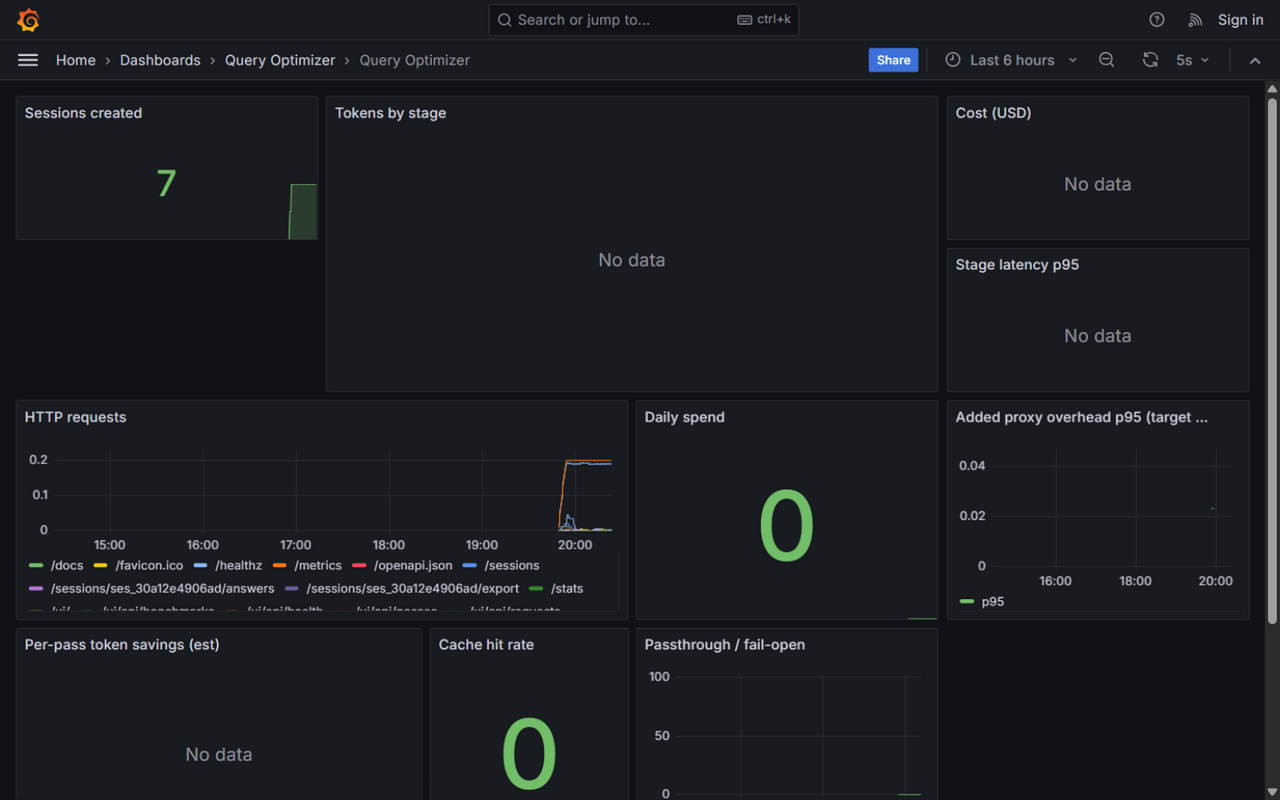 Search or jump to...
ctrl+k
Sign in
Home › Dashboards › Query Optimizer › Query Optimizer
Share
Last 6 hours
5s
Sessions created
7
Tokens by stage
No data
Cost (USD)
No data
Stage latency p95
No data
HTTP requests
0.2
0.1
0
15:00 16:00 17:00 18:00 19:00 20:00
/docs /favicon.ico /healthz /metrics /openapi.json /sessions
/sessions/ses_30a12e4906ad/answers /sessions/ses_30a12e4906ad/export /stats
Daily spend
0
Added proxy overhead p95 (target ...
0.04
0.02
0
16:00 18:00 20:00
p95
Per-pass token savings (est)
No data
Cache hit rate
0
Passthrough / fail-open
100
50
0